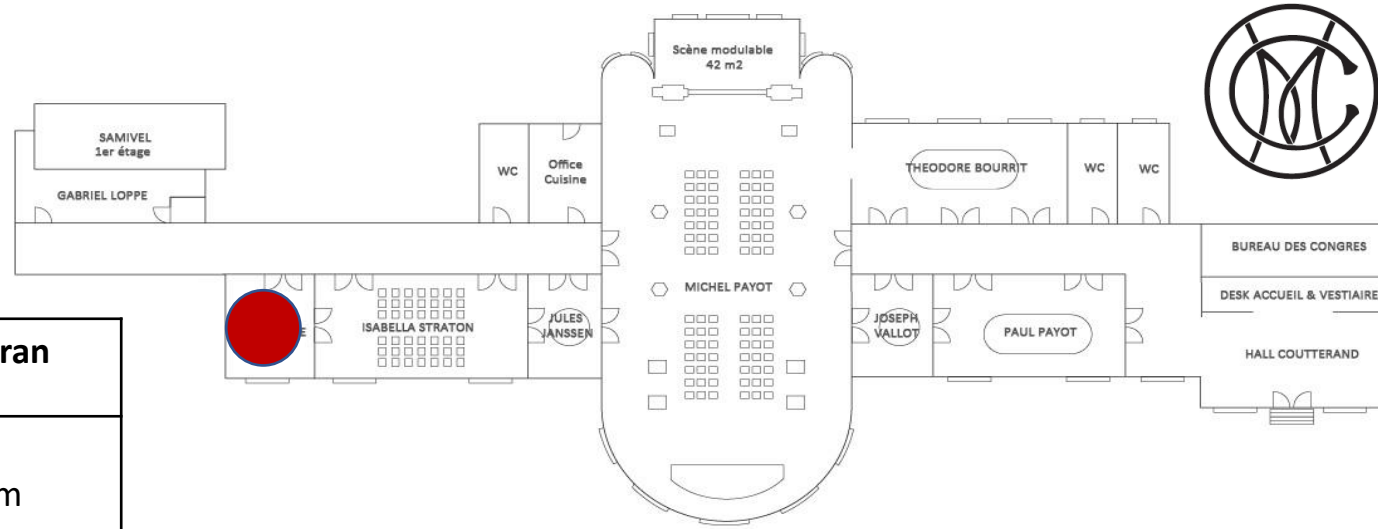 Scène modulable
42 m2
SAMIVEL
1er étage
GABRIEL LOPPE
WC
Office
Cuisine
THEODORE BOURRIT
WC
WC
BUREAU DES CONGRES
DESK ACCUEIL & VESTIAIRE
HALL COUTTERAND
MICHEL PAYOT
ISABELLA STRATON
JULES
JANSSEN
JOSEPH
VALLOT
PAUL PAYOT
ran
m